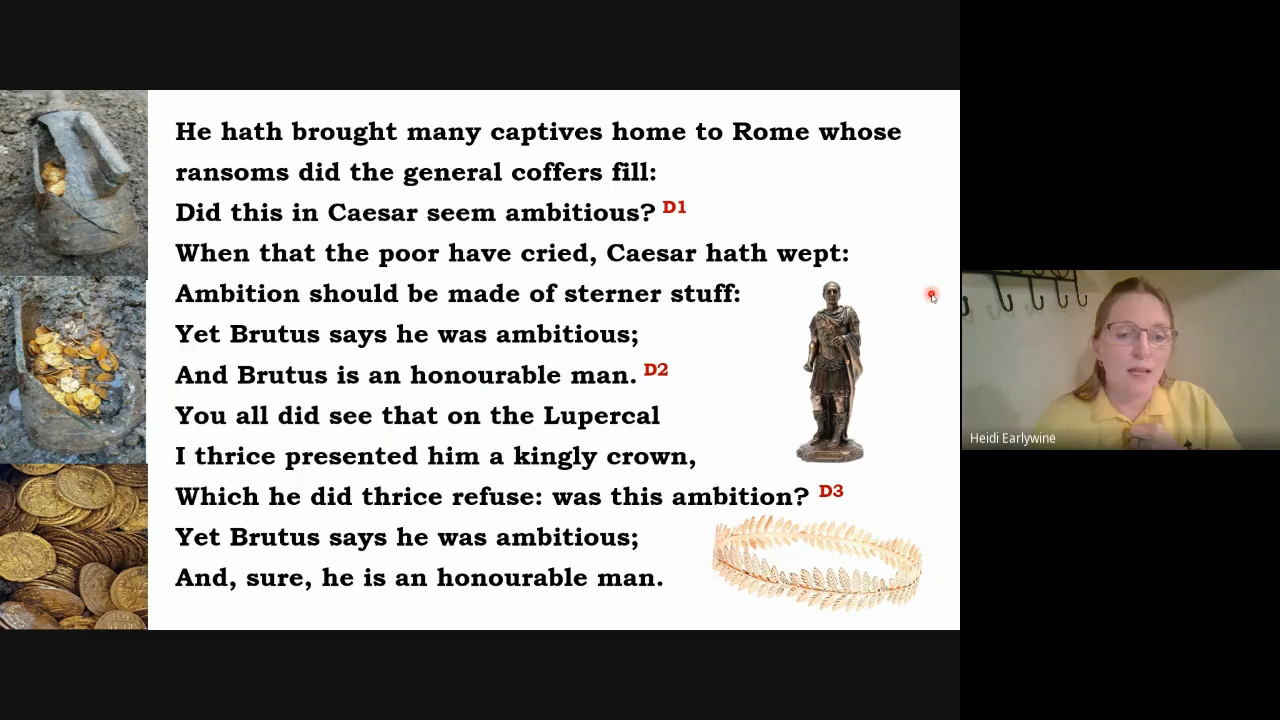 He hath brought many captives home to Rome whose
ransoms did the general coffers fill:
Did this in Caesar seem ambitious? D1
When that the poor have cried, Caesar hath wept:
Ambition should be made of sterner stuff:
Yet Brutus says he was ambitious;
And Brutus is an honourable man. D2
You all did see that on the Lupercal
I thrice presented him a kingly crown,
Which he did thrice refuse: was this ambition? D3
Yet Brutus says he was ambitious;
And, sure, he is an honourable man.
Heidi Earlywine